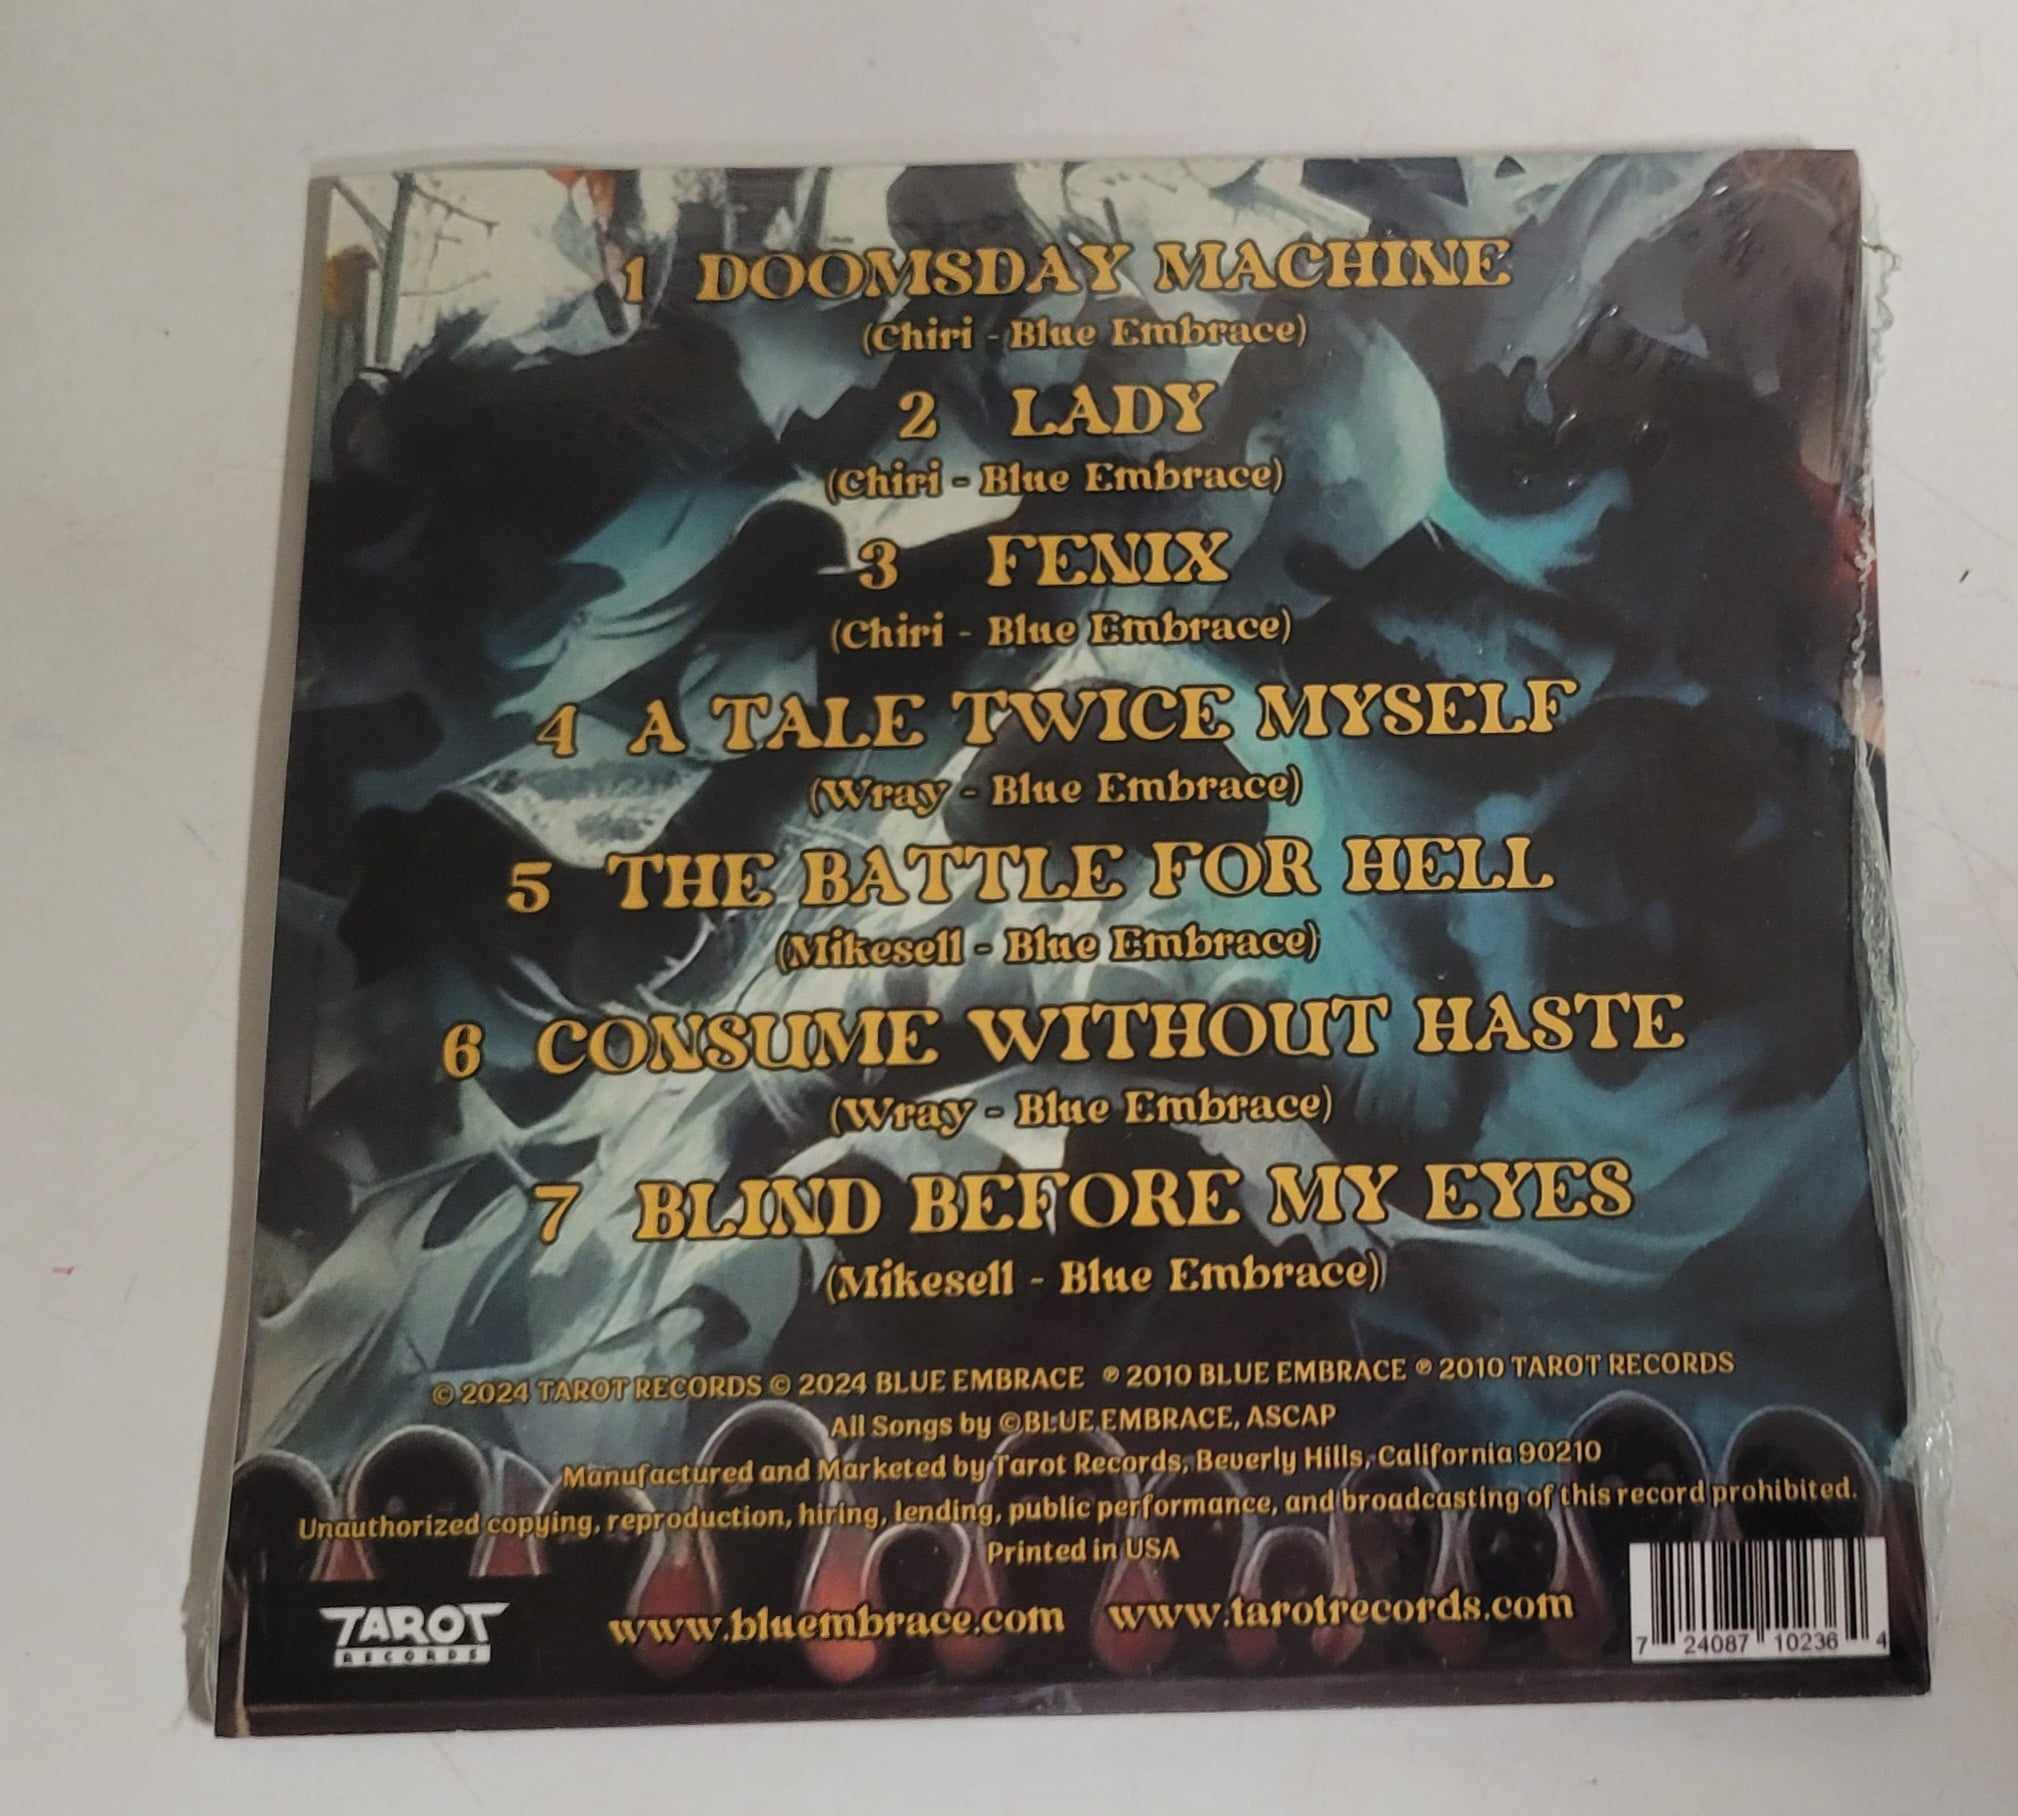 1 DOOMSDAY MACHINE
(Chiri - Blue Embrace)
2 LADY
(Chiri - Blue Embrace)
3 FENIX
(Chiri - Blue Embrace)
4 A TALE TWICE MYSELF
(Wray - Blue Embrace)
5 THE BATTLE FOR HELL
(Mikesell - Blue Embrace)
6 CONSUME WITHOUT HASTE
(Wray - Blue Embrace)
7 BLIND BEFORE MY EYES
(Mikesell - Blue Embrace))
© 2024 TAROT RECORDS © 2024 BLUE EMBRACE ℗ 2010 BLUE EMBRACE ℗ 2010 TAROT RECORDS
All Songs by ©BLUE EMBRACE, ASCAP
Manufactured and Marketed by Tarot Records, Beverly Hills, California 90210
Unauthorized copying, reproduction, hiring, lending, public performance, and broadcasting of this record prohibited.
Printed in USA
TAROT
RECORDS
www.bluembrace.com www.tarotrecords.com
7 24087 10236 4